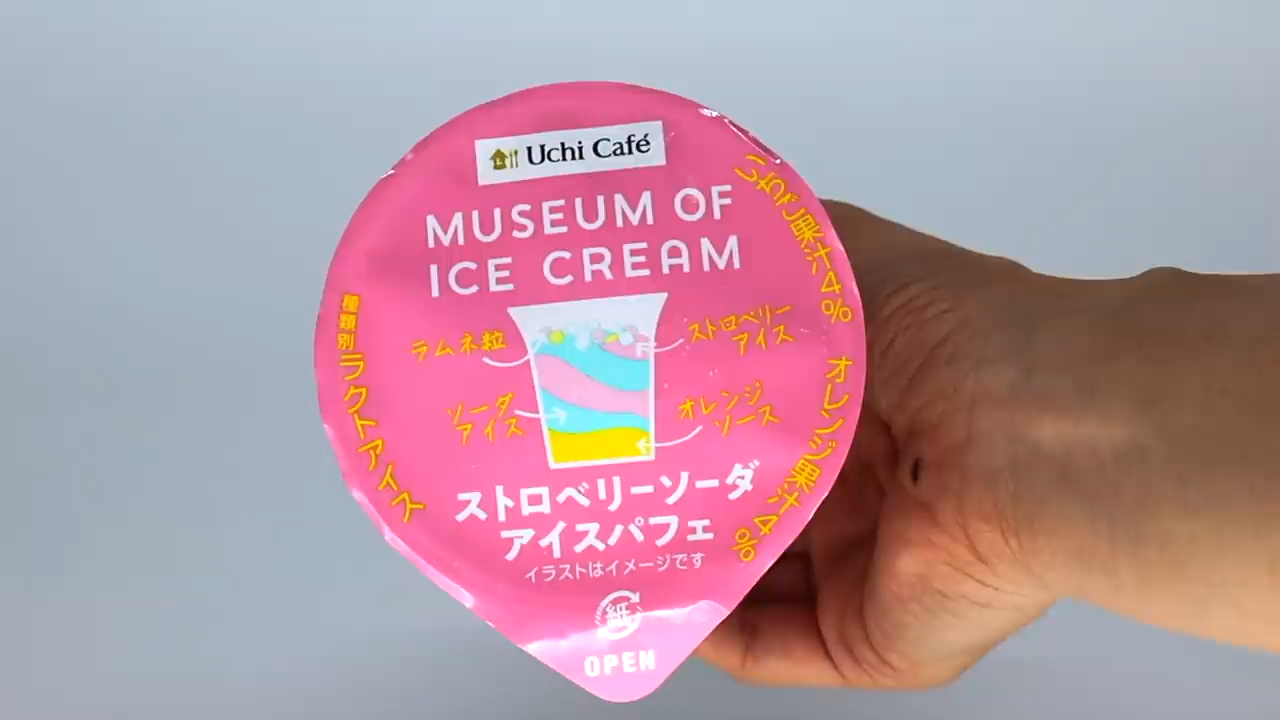 Uchi Café
MUSEUM OF
ICE CREAM
いちご果汁4% オレンジ果汁4%
種類別 ラクトアイス
ラムネ粒
ストロベリー
アイス
ソーダ
アイス
オレンジ
ソース
ストロベリーソーダ
アイスパフェ
イラストはイメージです
紙
OPEN